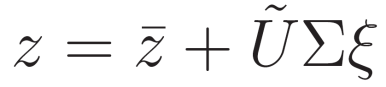 z = z̄ + ŨΣξ